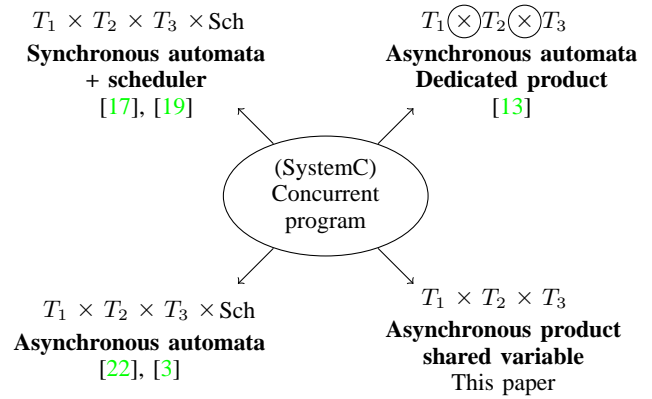 T₁ × T₂ × T₃ × Sch
Synchronous automata
+ scheduler
[17], [19]
T₁ ⊗ T₂ ⊗ T₃
Asynchronous automata
Dedicated product
[13]
(SystemC)
Concurrent
program
T₁ × T₂ × T₃ × Sch
Asynchronous automata
[22], [3]
T₁ × T₂ × T₃
Asynchronous product
shared variable
This paper